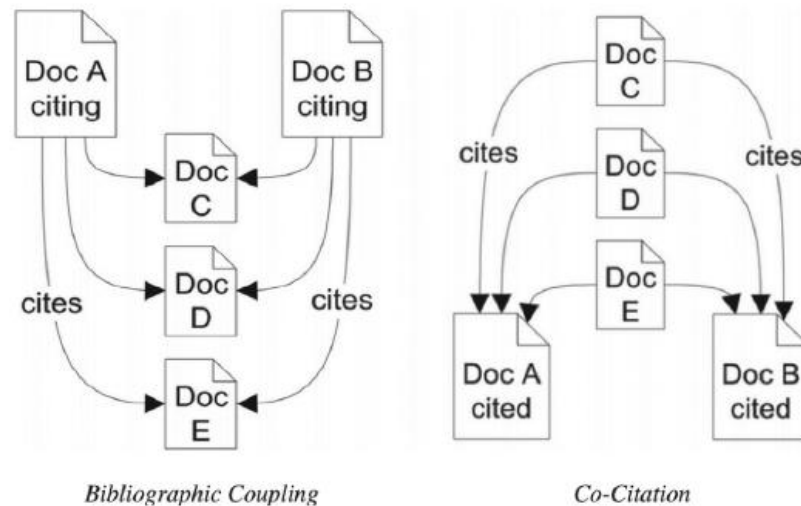 Doc A
citing
Doc B
citing
Doc
C
Doc
D
cites
cites
Doc
E
Bibliographic Coupling
Doc
C
cites
cites
Doc
D
Doc
E
Doc A
cited
Doc B
cited
Co-Citation